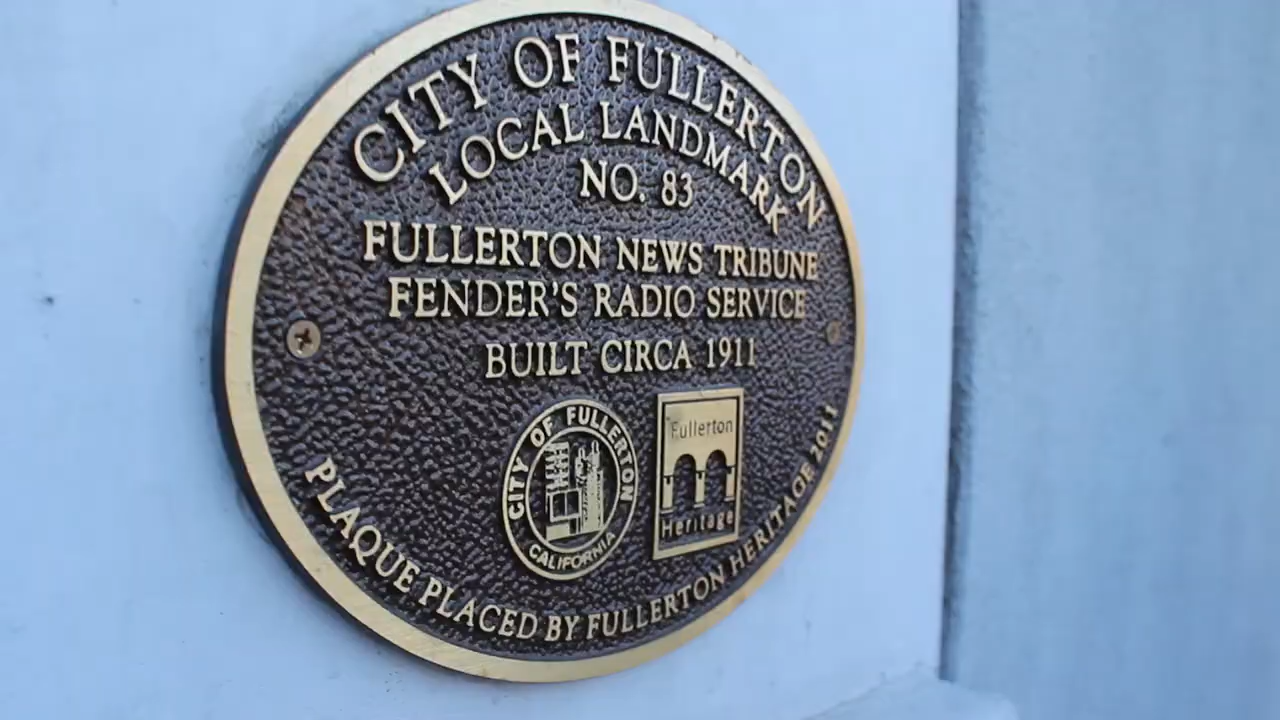 CITY OF FULLERTON
LOCAL LANDMARK
NO. 83
FULLERTON NEWS TRIBUNE
FENDER'S RADIO SERVICE
BUILT CIRCA 1911
CITY OF FULLERTON
CALIFORNIA
Fullerton
Heritage
PLAQUE PLACED BY FULLERTON HERITAGE 2011